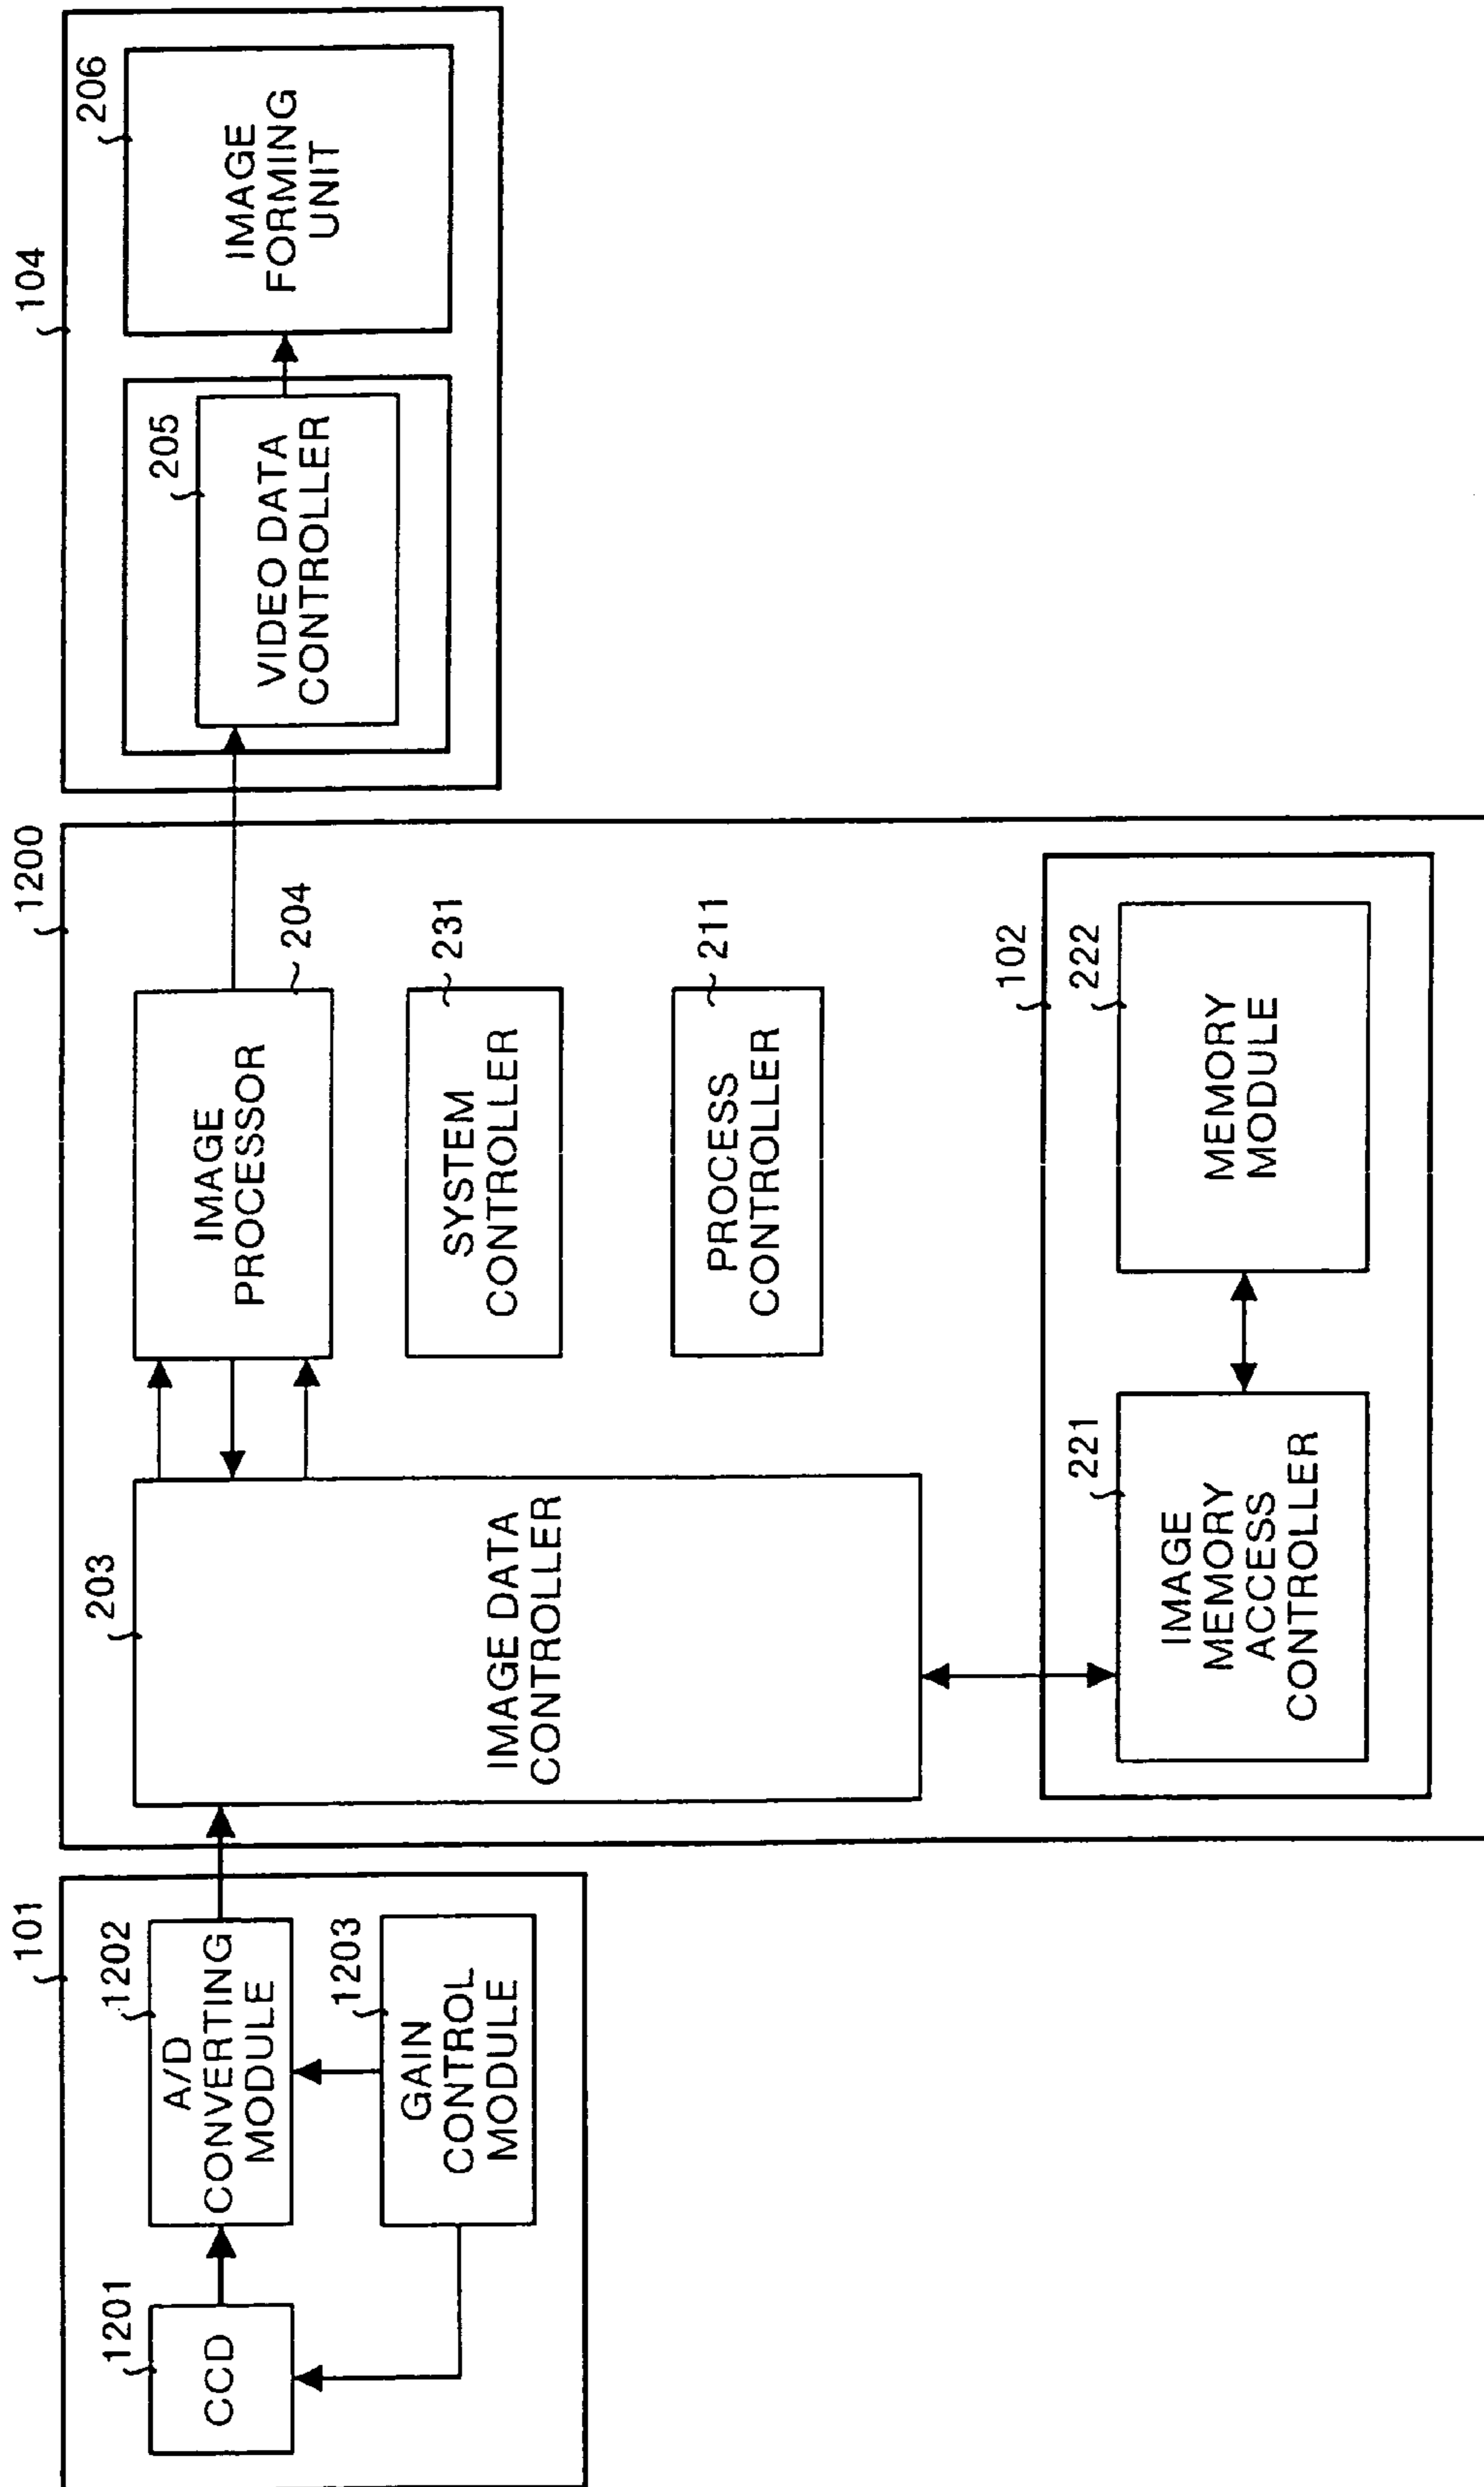 101
1201
CCD
1202
A/D
CONVERTING
MODULE
1203
GAIN
CONTROL
MODULE
1200
203
IMAGE DATA
CONTROLLER
IMAGE
PROCESSOR
204
SYSTEM
CONTROLLER
231
PROCESS
CONTROLLER
211
102
221
IMAGE
MEMORY
ACCESS
CONTROLLER
222
MEMORY
MODULE
104
205
VIDEO DATA
CONTROLLER
206
IMAGE
FORMING
UNIT